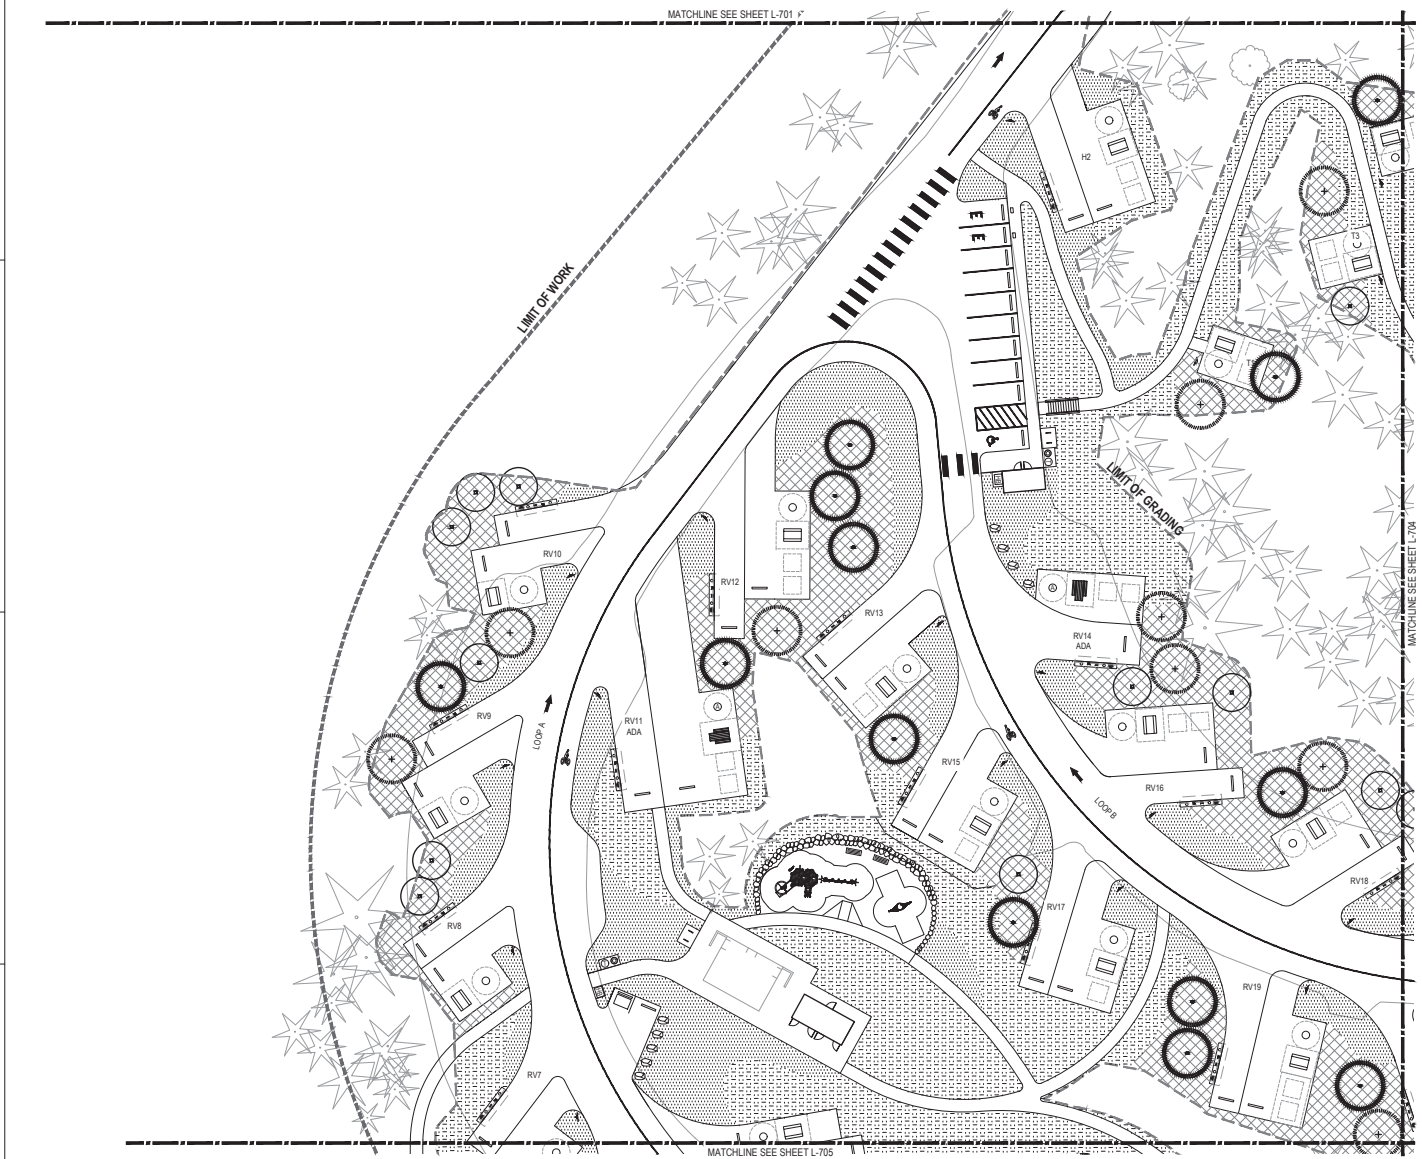 MATCHLINE SEE SHEET L-701
LIMIT OF WORK
H2
T3
E
E
LIMIT OF GRADING
MATCHLINE SEE SHEET L-704
RV10
RV12
RV13
A
RV14
ADA
RV9
LOOP A
RV11
ADA
A
RV15
RV16
LOOP B
RV18
RV8
RV17
RV19
RV7
MATCHLINE SEE SHEET L-705